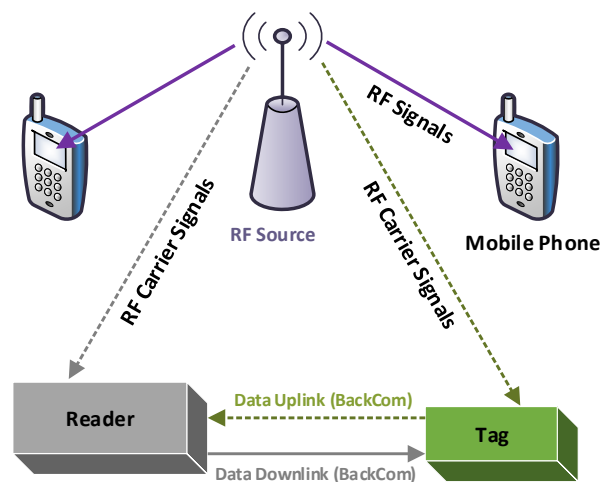 RF Signals
RF Source
Mobile Phone
RF Carrier Signals
RF Carrier Signals
Data Uplink (BackCom)
Reader
Tag
Data Downlink (BackCom)